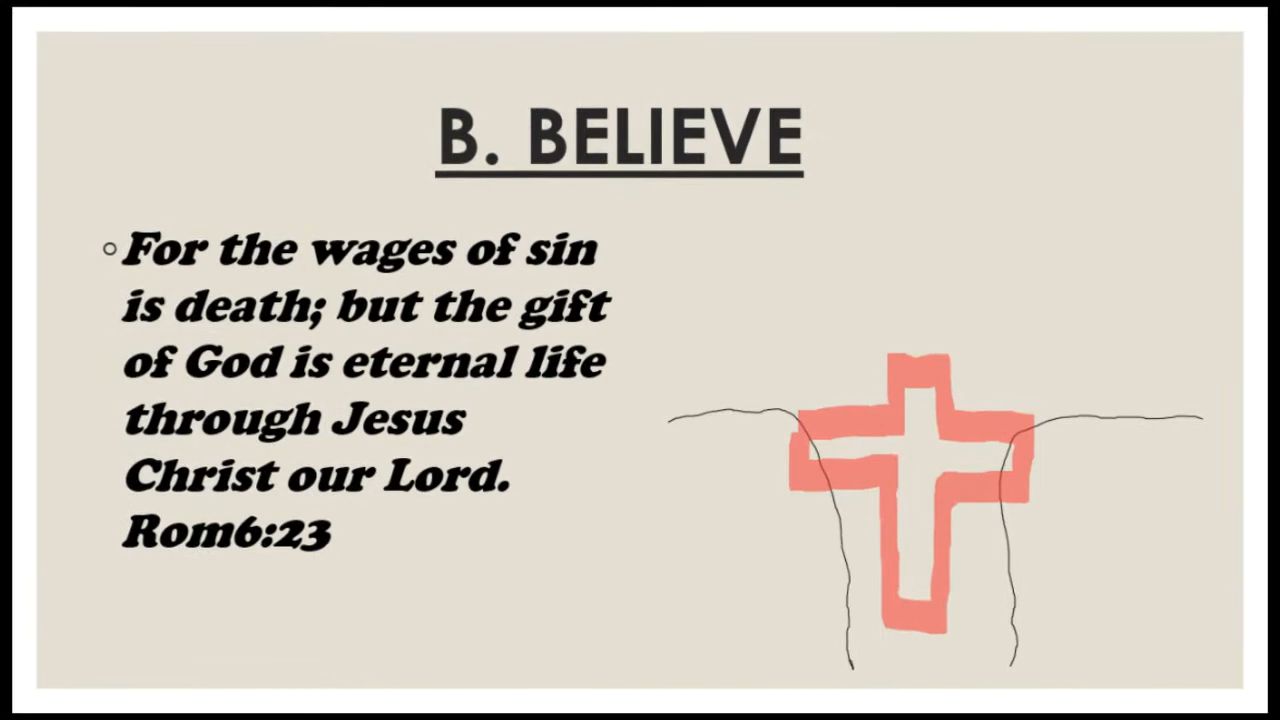 B. BELIEVE
For the wages of sin
is death; but the gift
of God is eternal life
through Jesus
Christ our Lord.
Rom6:23